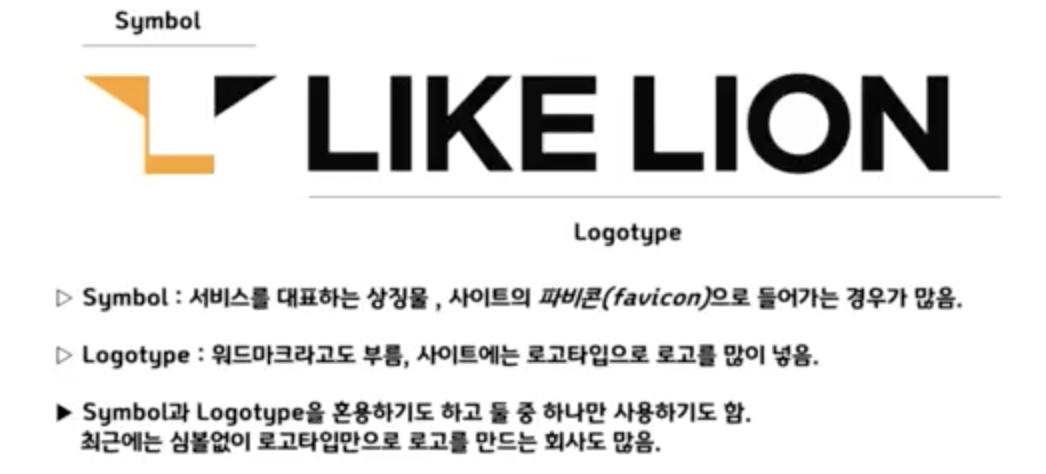 Symbol
LIKE LION
Logotype
▷ Symbol : 서비스를 대표하는 상징물 , 사이트의 파비콘(favicon)으로 들어가는 경우가 많음.
▷ Logotype : 워드마크라고도 부름, 사이트에는 로고타입으로 로고를 많이 넣음.
▶ Symbol과 Logotype을 혼용하기도 하고 둘 중 하나만 사용하기도 함.
최근에는 심볼없이 로고타입만으로 로고를 만드는 회사도 많음.